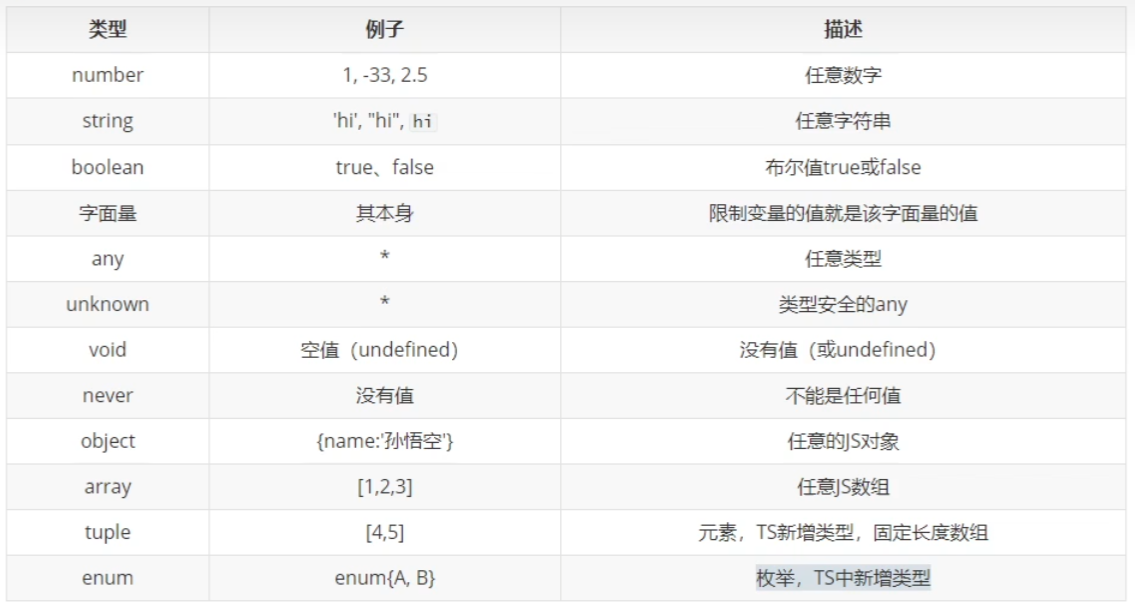 类型 例子 描述
number 1, -33, 2.5 任意数字
string 'hi', "hi", hi 任意字符串
boolean true、false 布尔值true或false
字面量 其本身 限制变量的值就是该字面量的值
any * 任意类型
unknown * 类型安全的any
void 空值（undefined） 没有值（或undefined）
never 没有值 不能是任何值
object {name:'孙悟空'} 任意的JS对象
array [1,2,3] 任意JS数组
tuple [4,5] 元素，TS新增类型，固定长度数组
enum enum{A, B} 枚举，TS中新增类型